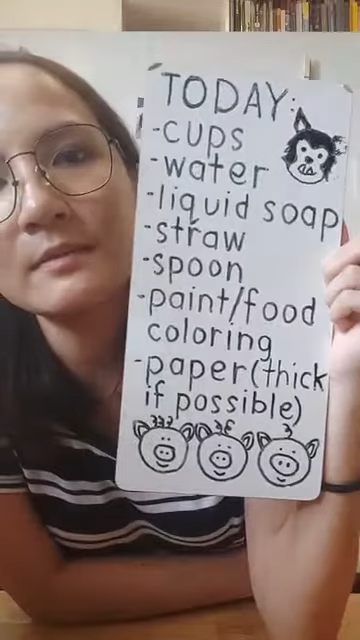 TODAY:
-cups
-water
-liquid soap
-straw
-spoon
-paint/food
coloring
-paper(thick
if possible)